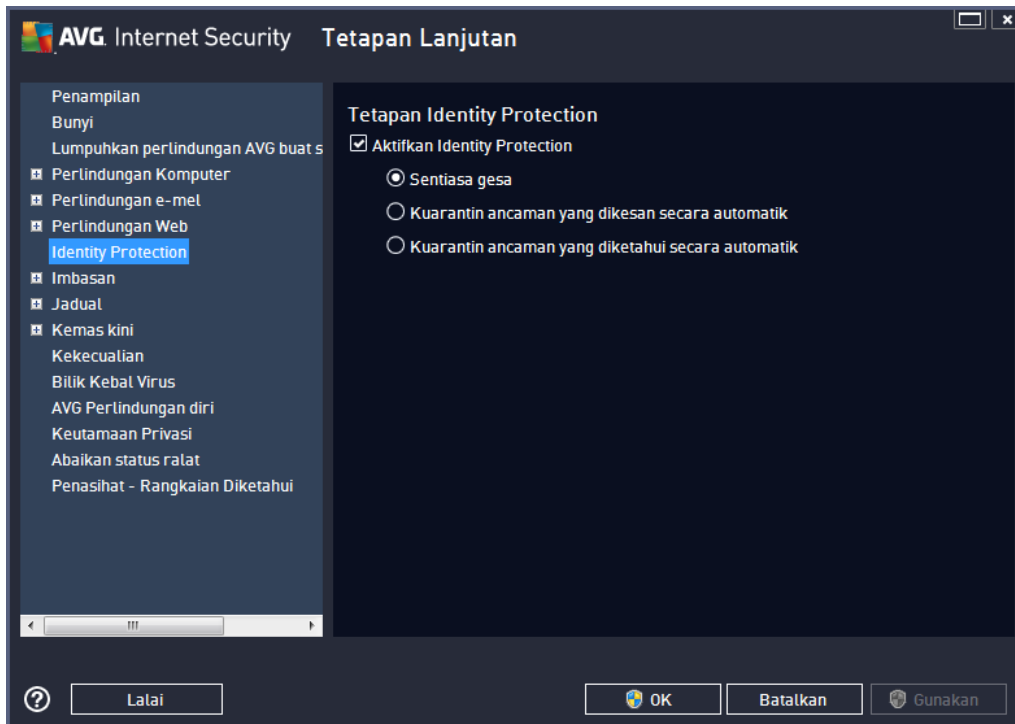 AVG. Internet Security Tetapan Lanjutan
Penampilan
Bunyi
Lumpuhkan perlindungan AVG buat s
Perlindungan Komputer
Perlindungan e-mel
Perlindungan Web
Identity Protection
Imbasan
Jadual
Kemas kini
Kekecualian
Bilik Kebal Virus
AVG Perlindungan diri
Keutamaan Privasi
Abaikan status ralat
Penasihat - Rangkaian Diketahui
Tetapan Identity Protection
Aktifkan Identity Protection
Sentiasa gesa
Kuarantin ancaman yang dikesan secara automatik
Kuarantin ancaman yang diketahui secara automatik
Lalai
OK
Batalkan
Gunakan